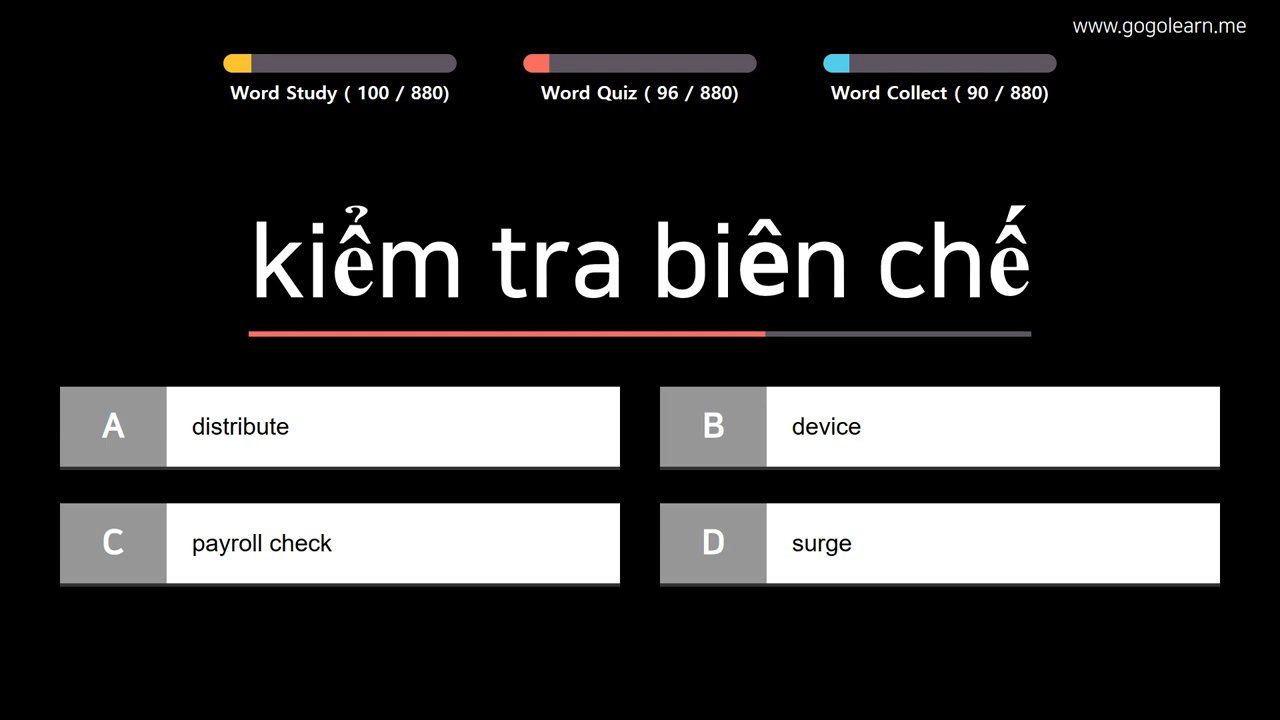 www.gogolearn.me
Word Study ( 100 / 880)
Word Quiz ( 96 / 880)
Word Collect ( 90 / 880)
kiểm tra biên chế
A distribute
B device
C payroll check
D surge